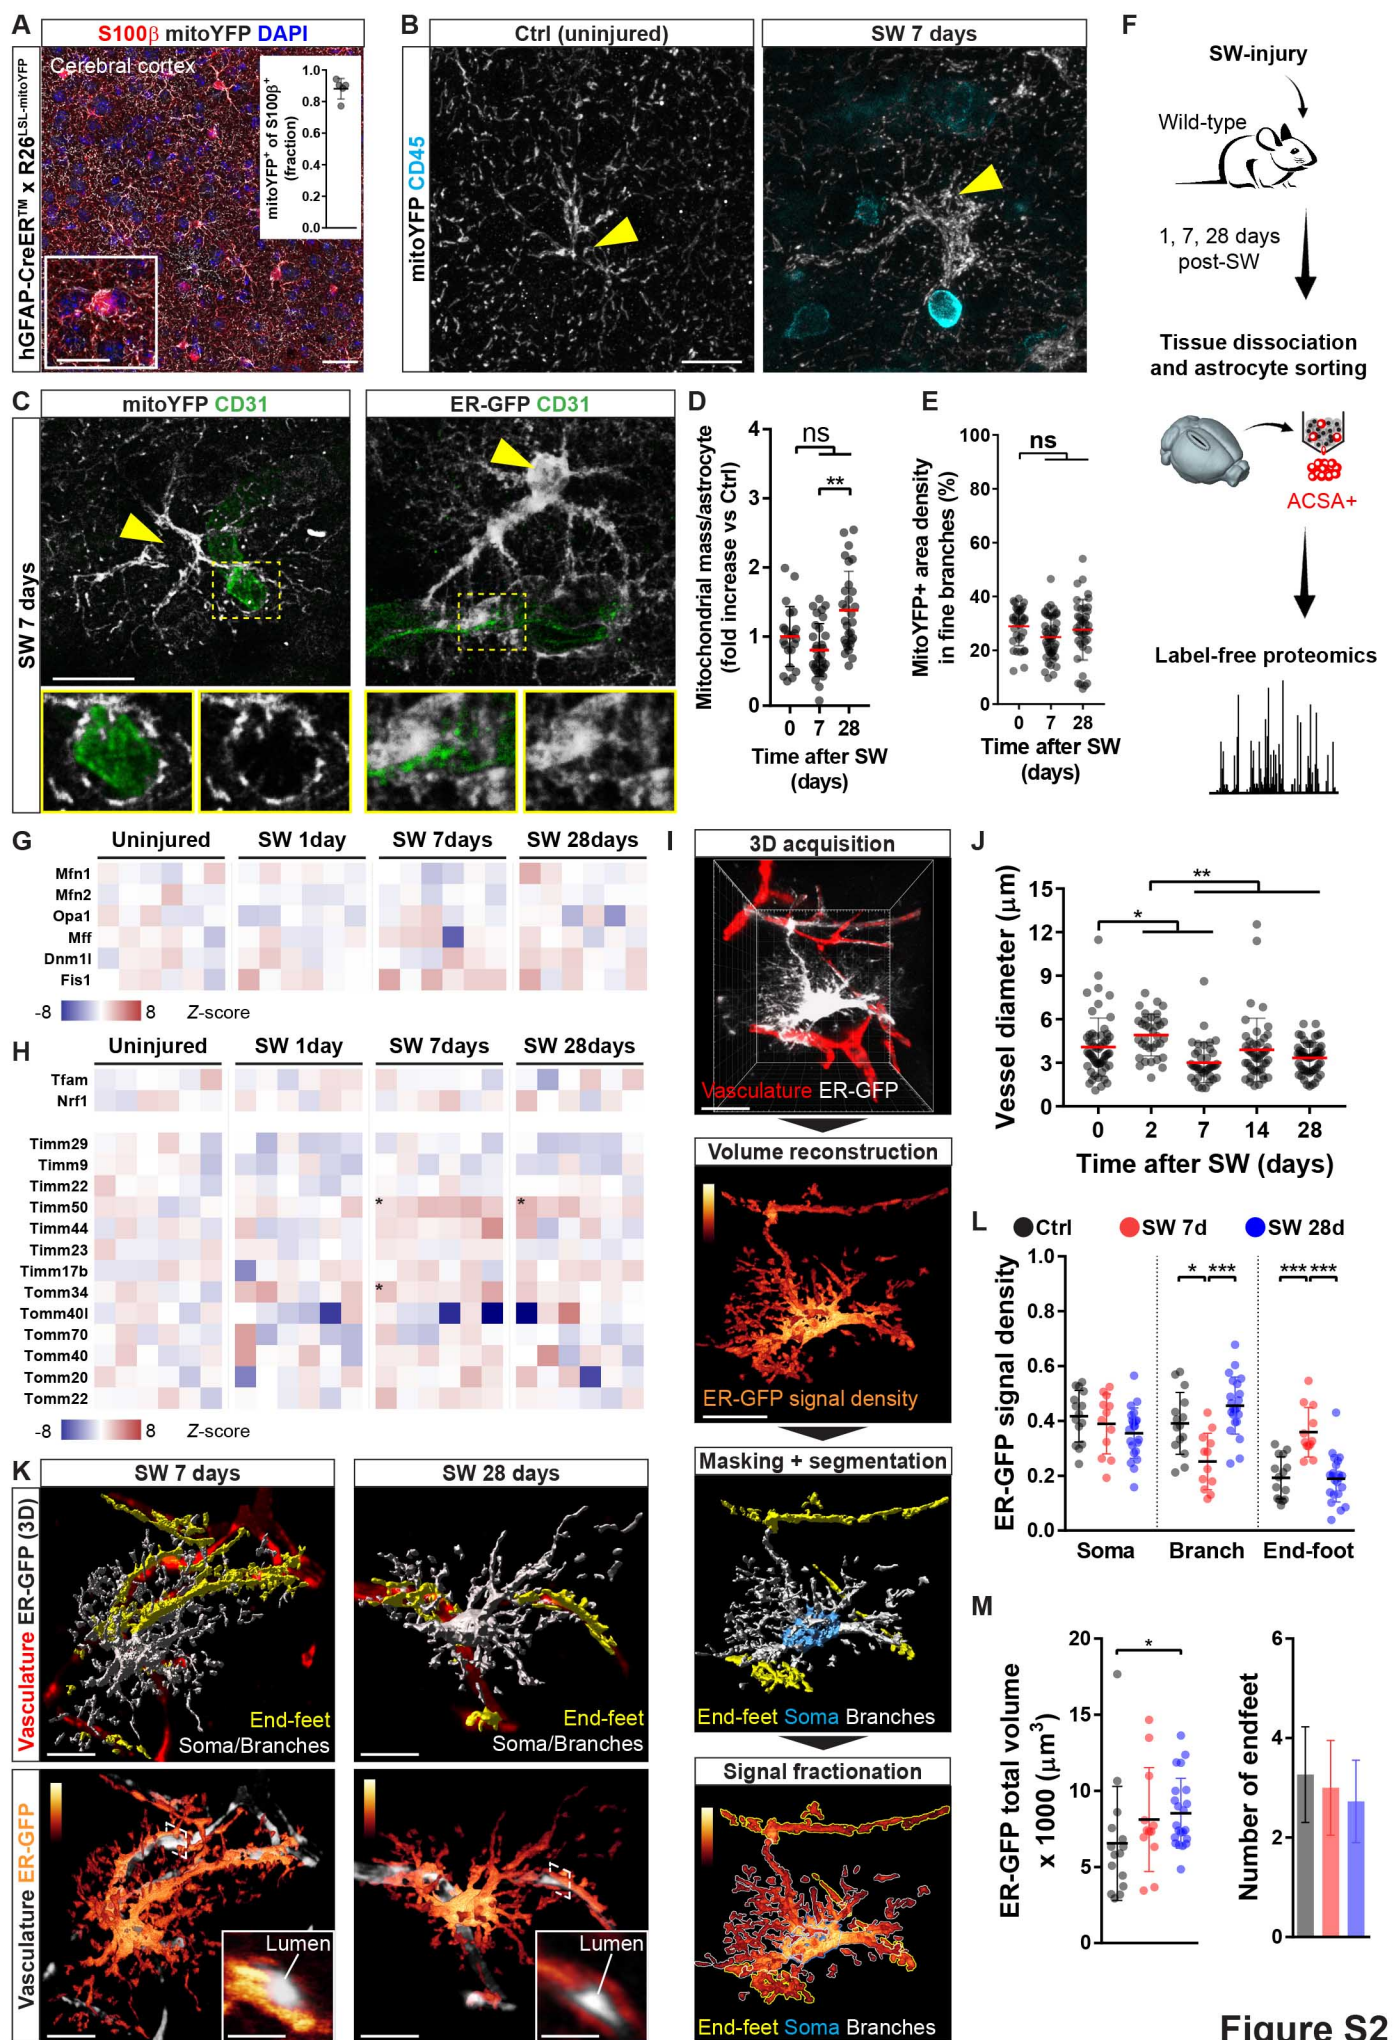 A
S100β mitoYFP DAPI
hGFAP-CreER™ x R26LSL-mitoYFP
Cerebral cortex
mitoYFP+ of S100β+
(fraction)
1.0
0.8
0.6
0.4
0.2
0.0
B
Ctrl (uninjured)
SW 7 days
mitoYFP CD45
F
SW-injury
Wild-type
1, 7, 28 days
post-SW
Tissue dissociation
and astrocyte sorting
ACSA+
Label-free proteomics
C
mitoYFP CD31
ER-GFP CD31
SW 7 days
D
Mitochondrial mass/astrocyte
(fold increase vs Ctrl)
4
3
2
1
0
ns
**
0 7 28
Time after SW
(days)
E
MitoYFP+ area density
in fine branches (%)
100
80
60
40
20
0
ns
0 7 28
Time after SW
(days)
G
Uninjured SW 1day SW 7days SW 28days
Mfn1
Mfn2
Opa1
Mff
Dnm1l
Fis1
-8 8 Z-score
H
Uninjured SW 1day SW 7days SW 28days
Tfam
Nrf1
Timm29
Timm9
Timm22
Timm50 * *
Timm44
Timm23
Timm17b
Tomm34 *
Tomm40l
Tomm70
Tomm40
Tomm20
Tomm22
-8 8 Z-score
I
3D acquisition
Vasculature ER-GFP
Volume reconstruction
ER-GFP signal density
Masking + segmentation
End-feet Soma Branches
Signal fractionation
End-feet Soma Branches
J
Vessel diameter (μm)
15
12
9
6
3
0
*
**
0 2 7 14 28
Time after SW (days)
K
SW 7 days
SW 28 days
Vasculature ER-GFP (3D)
End-feet
Soma/Branches
End-feet
Soma/Branches
Vasculature ER-GFP
Lumen
Lumen
L
Ctrl SW 7d SW 28d
ER-GFP signal density
1.0
0.8
0.6
0.4
0.2
0.0
* *** *** ***
Soma Branch End-foot
M
ER-GFP total volume
x 1000 (μm3)
20
15
10
5
0
*
Number of endfeet
6
4
2
0
Figure S2